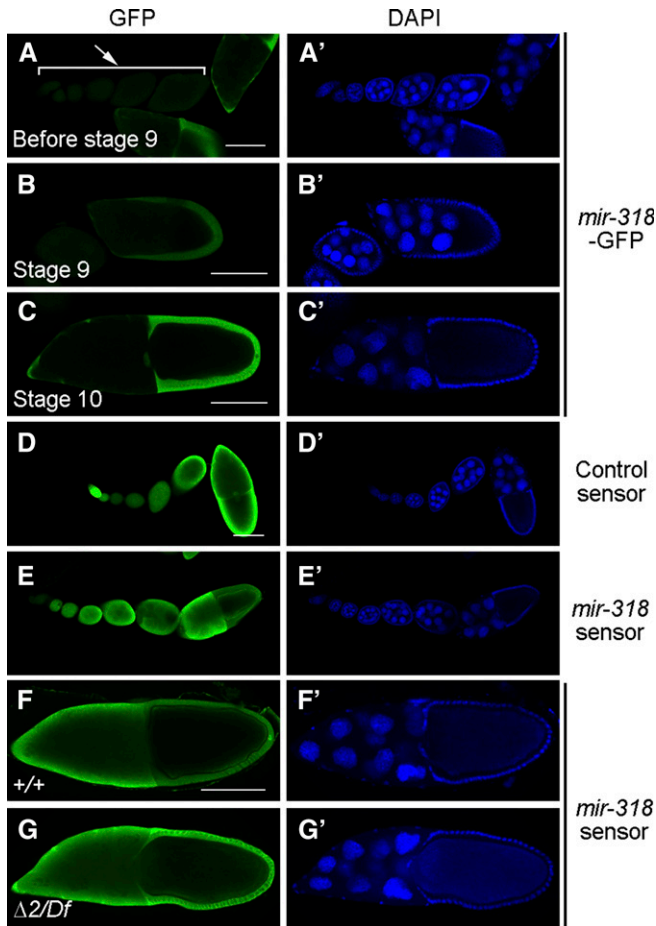 GFP DAPI
A A'
Before stage 9
B B'
Stage 9
mir-318
-GFP
C C'
Stage 10
D D'
Control
sensor
E E'
mir-318
sensor
F F'
+/+
mir-318
sensor
G G'
Δ2/Df